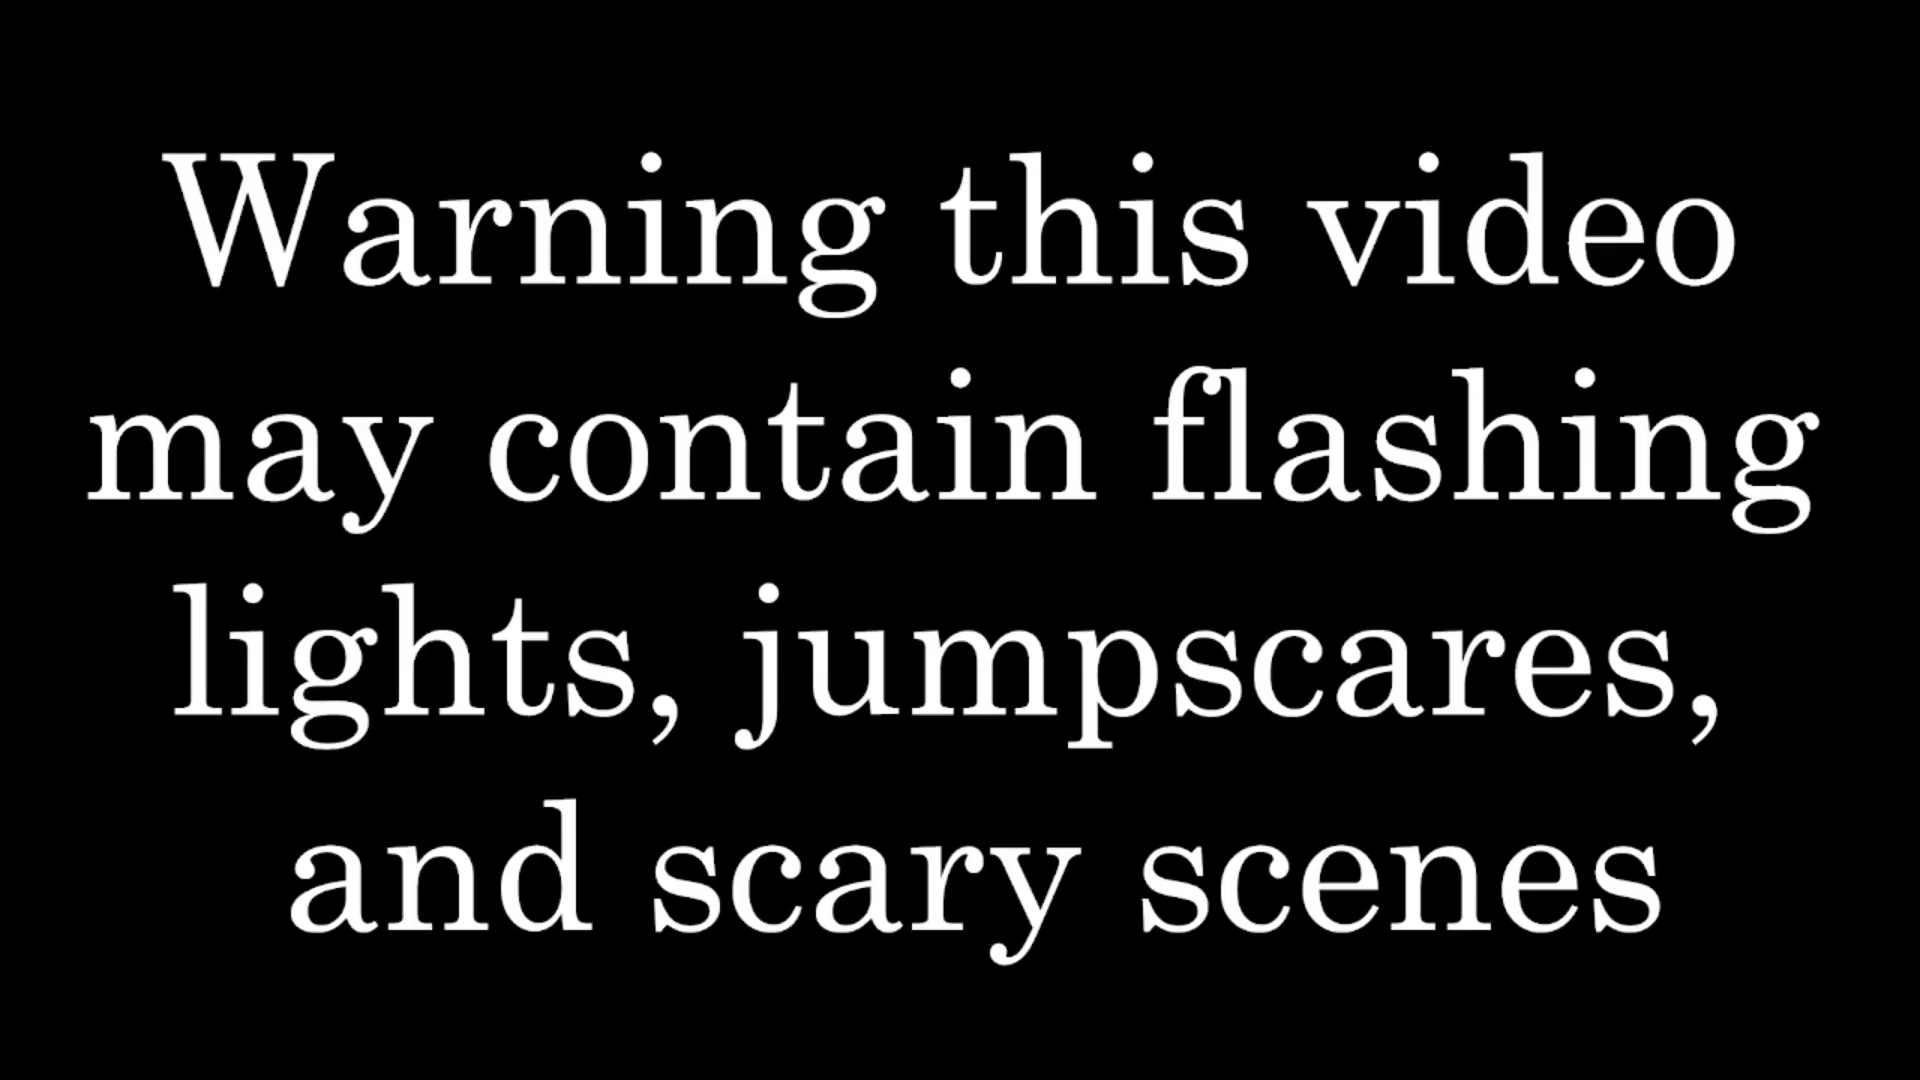 Warning this video
may contain flashing
lights, jumpscares,
and scary scenes